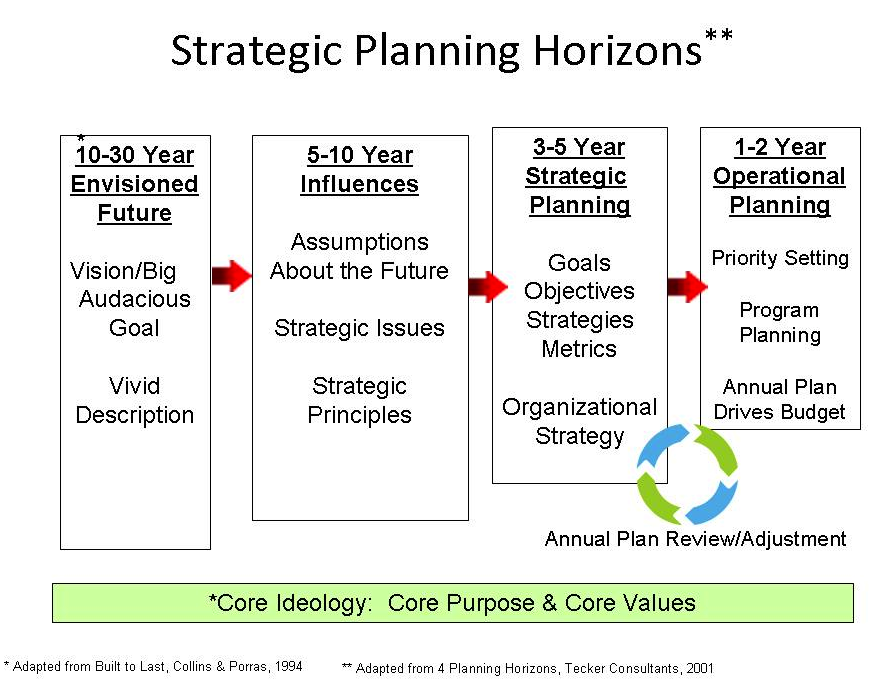 Strategic Planning Horizons**
*
10-30 Year
Envisioned
Future
Vision/Big
Audacious
Goal
Vivid
Description
5-10 Year
Influences
Assumptions
About the Future
Strategic Issues
Strategic
Principles
3-5 Year
Strategic
Planning
Goals
Objectives
Strategies
Metrics
Organizational
Strategy
1-2 Year
Operational
Planning
Priority Setting
Program
Planning
Annual Plan
Drives Budget
Annual Plan Review/Adjustment
*Core Ideology: Core Purpose & Core Values
* Adapted from Built to Last, Collins & Porras, 1994
** Adapted from 4 Planning Horizons, Tecker Consultants, 2001